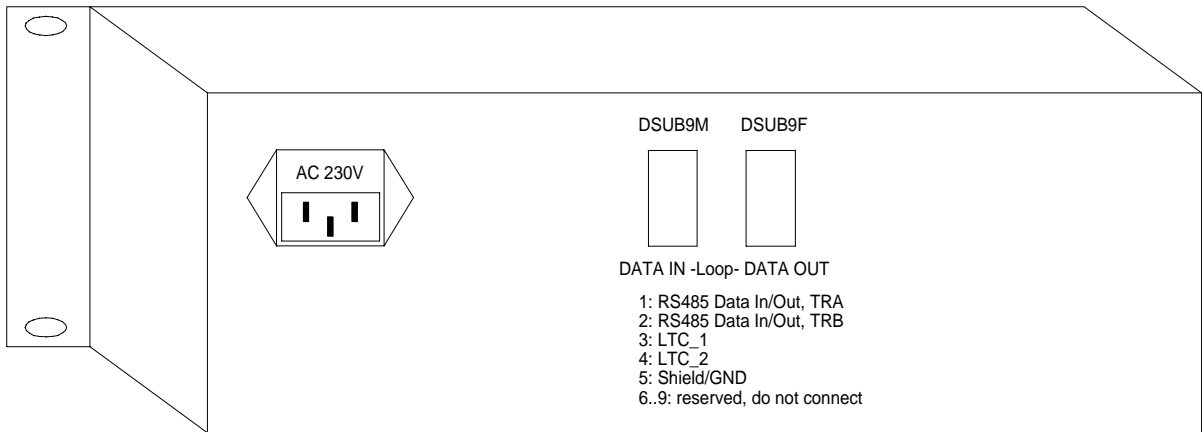 DSUB9M DSUB9F
AC 230V
DATA IN -Loop- DATA OUT
1: RS485 Data In/Out, TRA
2: RS485 Data In/Out, TRB
3: LTC_1
4: LTC_2
5: Shield/GND
6..9: reserved, do not connect